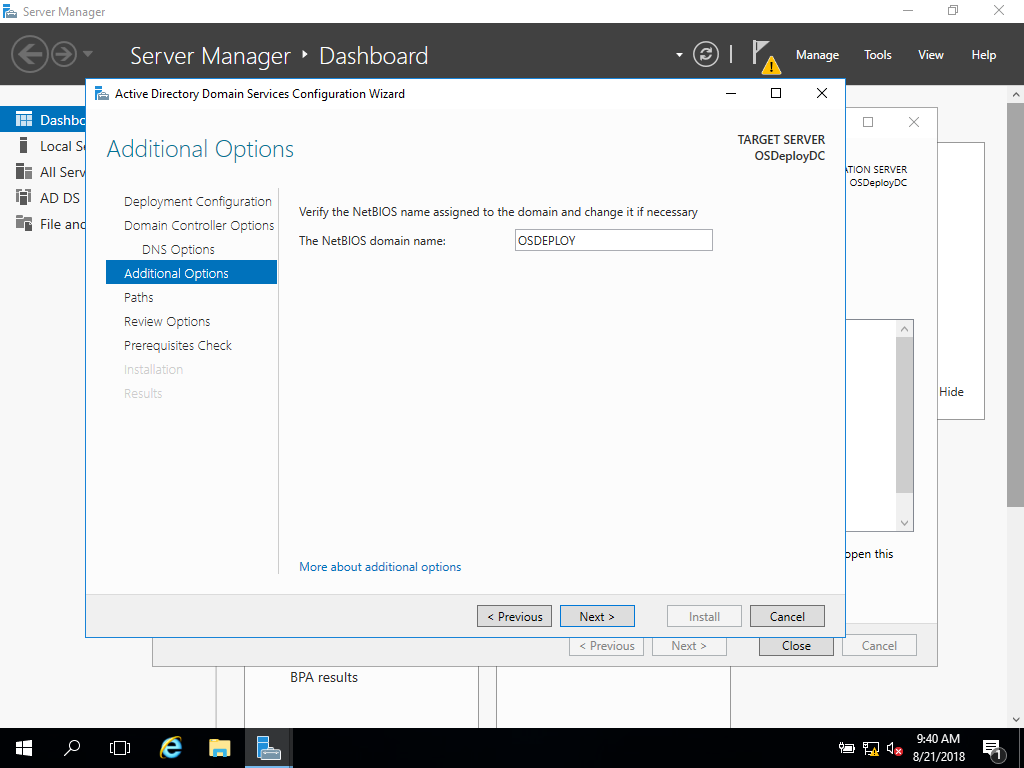 Server Manager
Server Manager ‣ Dashboard
Manage Tools View Help
Active Directory Domain Services Configuration Wizard
Additional Options
TARGET SERVER
OSDeployDC
Deployment Configuration
Domain Controller Options
DNS Options
Additional Options
Paths
Review Options
Prerequisites Check
Installation
Results
Verify the NetBIOS name assigned to the domain and change it if necessary
The NetBIOS domain name: OSDEPLOY
More about additional options
< Previous Next > Install Cancel
Dashbo
Local Se
All Serv
AD DS
File and
ATION SERVER
OSDeployDC
Hide
open this
< Previous Next > Close Cancel
BPA results
9:40 AM
8/21/2018
1